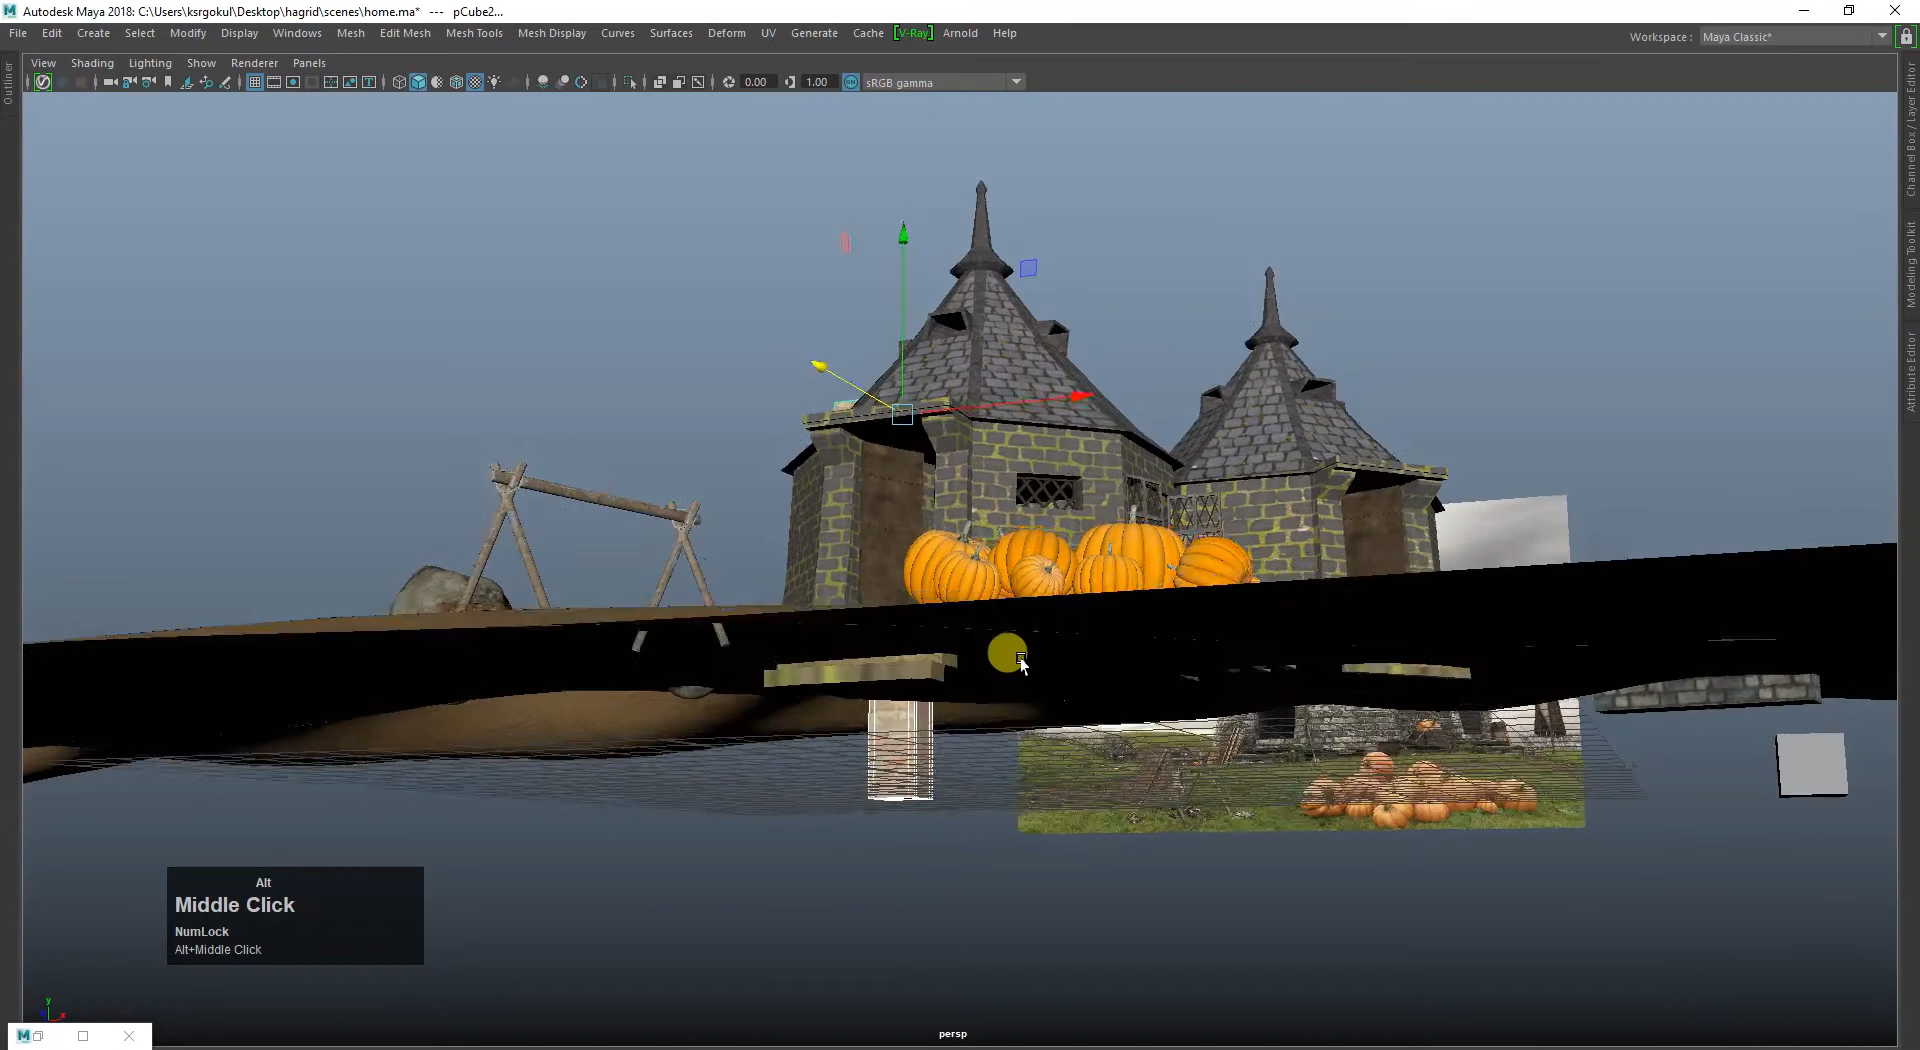 Autodesk Maya 2018: C:\Users\ksrgokul\Desktop\hagrid\scenes\home.ma* --- pCube2...
File Edit Create Select Modify Display Windows Mesh Edit Mesh Mesh Tools Mesh Display Curves Surfaces Deform UV Generate Cache [V-Ray] Arnold Help
Workspace : Maya Classic*
View Shading Lighting Show Renderer Panels
0.00 1.00 ON sRGB gamma
Outliner
Channel Box / Layer Editor
Modeling Toolkit
Attribute Editor
Alt
Middle Click
NumLock
Alt+Middle Click
y
x
persp